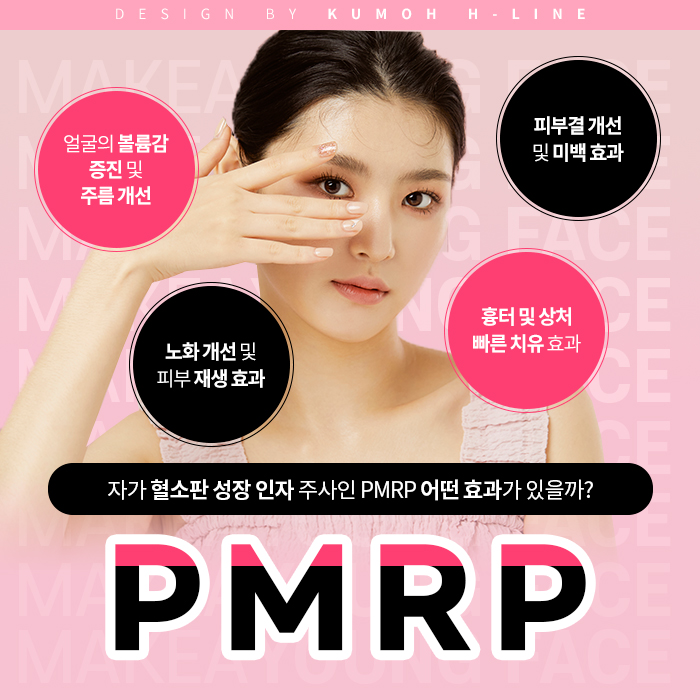 DESIGN BY KUMOH H-LINE
MAKEAYOUNG FACE
얼굴의 볼륨감
증진 및
주름 개선
피부결 개선
및 미백 효과
흉터 및 상처
빠른 치유 효과
노화 개선 및
피부 재생 효과
자가 혈소판 성장 인자 주사인 PMRP 어떤 효과가 있을까?
PMRP